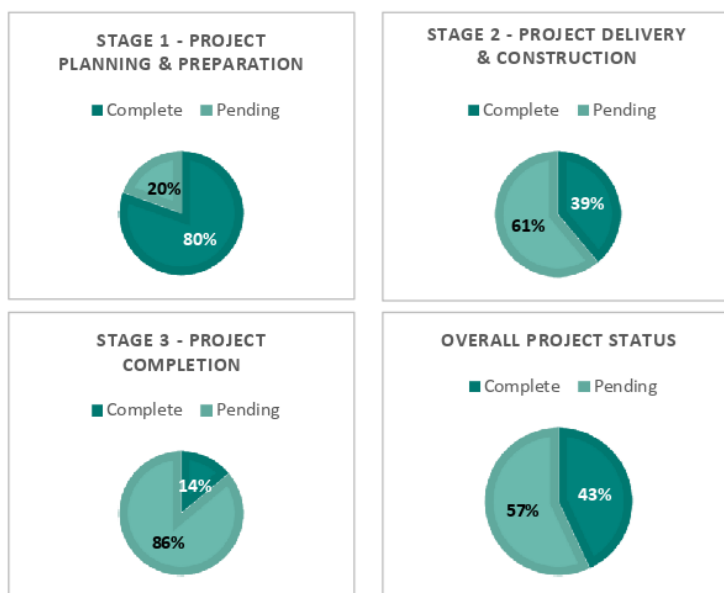 STAGE 1 - PROJECT
PLANNING & PREPARATION
Complete Pending
20%
80%
STAGE 2 - PROJECT DELIVERY
& CONSTRUCTION
Complete Pending
39%
61%
STAGE 3 - PROJECT
COMPLETION
Complete Pending
14%
86%
OVERALL PROJECT STATUS
Complete Pending
43%
57%